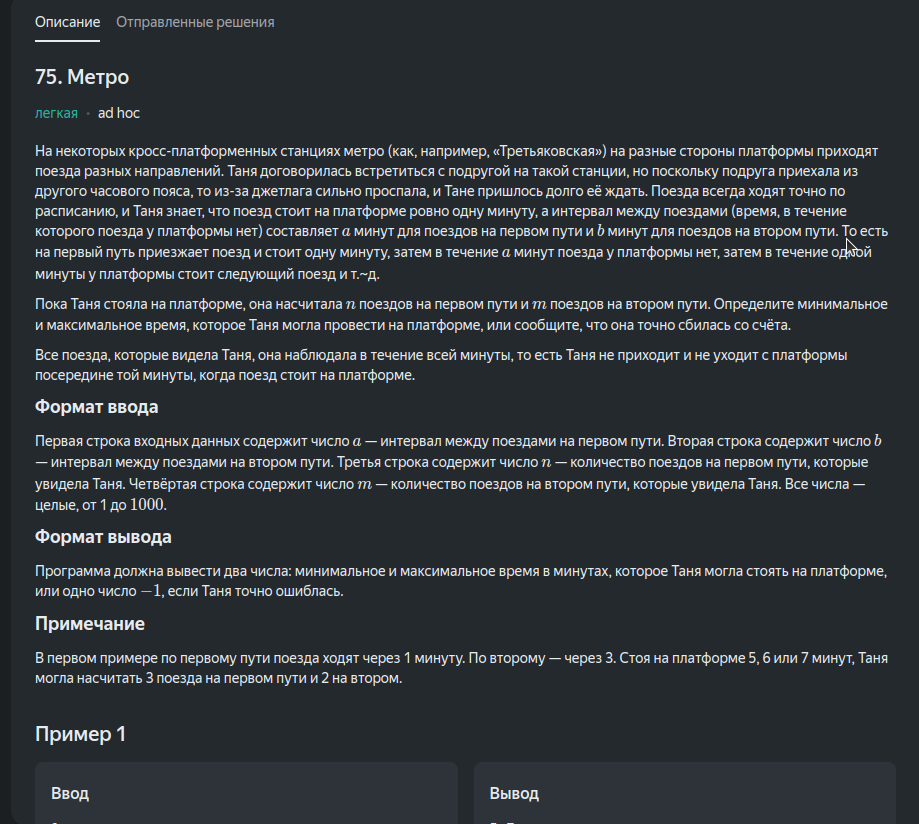 Описание Отправленные решения
75. Метро
легкая • ad hoc
На некоторых кросс-платформенных станциях метро (как, например, «Третьяковская») на разные стороны платформы приходят
поезда разных направлений. Таня договорилась встретиться с подругой на такой станции, но поскольку подруга приехала из
другого часового пояса, то из-за джетлага сильно проспала, и Тане пришлось долго её ждать. Поезда всегда ходят точно по
расписанию, и Таня знает, что поезд стоит на платформе ровно одну минуту, а интервал между поездами (время, в течение
которого поезда у платформы нет) составляет a минут для поездов на первом пути и b минут для поездов на втором пути. То есть
на первый путь приезжает поезд и стоит одну минуту, затем в течение a минут поезда у платформы нет, затем в течение одной
минуты у платформы стоит следующий поезд и т.~д.
Пока Таня стояла на платформе, она насчитала n поездов на первом пути и m поездов на втором пути. Определите минимальное
и максимальное время, которое Таня могла провести на платформе, или сообщите, что она точно сбилась со счёта.
Все поезда, которые видела Таня, она наблюдала в течение всей минуты, то есть Таня не приходит и не уходит с платформы
посередине той минуты, когда поезд стоит на платформе.
Формат ввода
Первая строка входных данных содержит число a — интервал между поездами на первом пути. Вторая строка содержит число b
— интервал между поездами на втором пути. Третья строка содержит число n — количество поездов на первом пути, которые
увидела Таня. Четвёртая строка содержит число m — количество поездов на втором пути, которые увидела Таня. Все числа —
целые, от 1 до 1000.
Формат вывода
Программа должна вывести два числа: минимальное и максимальное время в минутах, которое Таня могла стоять на платформе,
или одно число −1, если Таня точно ошиблась.
Примечание
В первом примере по первому пути поезда ходят через 1 минуту. По второму — через 3. Стоя на платформе 5, 6 или 7 минут, Таня
могла насчитать 3 поезда на первом пути и 2 на втором.
Пример 1
Ввод Вывод